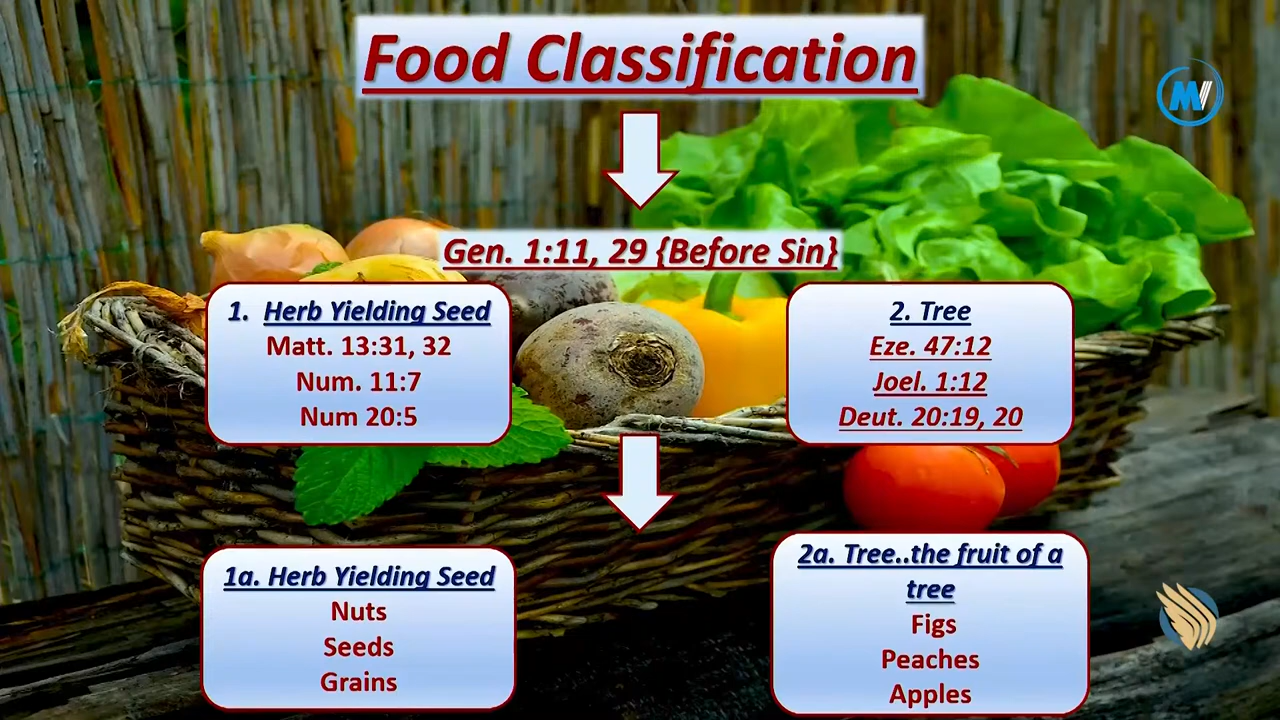 Food Classification
Gen. 1:11, 29 {Before Sin}
1. Herb Yielding Seed
Matt. 13:31, 32
Num. 11:7
Num 20:5
2. Tree
Eze. 47:12
Joel. 1:12
Deut. 20:19, 20
1a. Herb Yielding Seed
Nuts
Seeds
Grains
2a. Tree..the fruit of a
tree
Figs
Peaches
Apples
MV